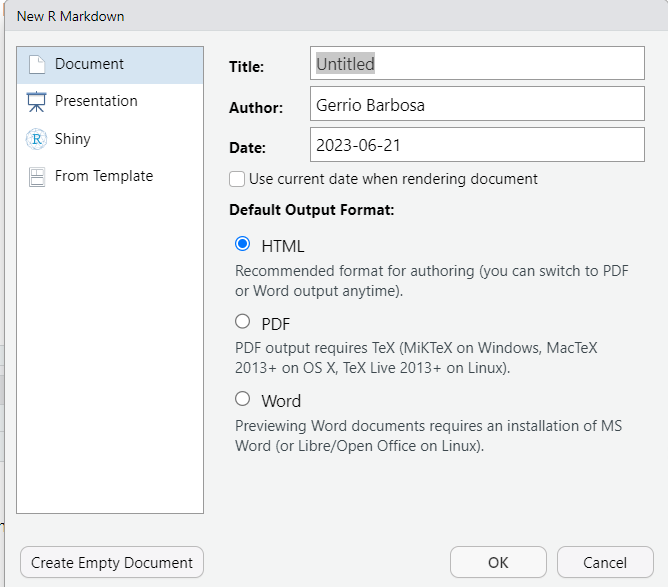 New R Markdown
Document
Presentation
R Shiny
From Template
Title: Untitled
Author: Gerrio Barbosa
Date: 2023-06-21
Use current date when rendering document
Default Output Format:
HTML
Recommended format for authoring (you can switch to PDF
or Word output anytime).
PDF
PDF output requires TeX (MiKTeX on Windows, MacTeX
2013+ on OS X, TeX Live 2013+ on Linux).
Word
Previewing Word documents requires an installation of MS
Word (or Libre/Open Office on Linux).
Create Empty Document OK Cancel